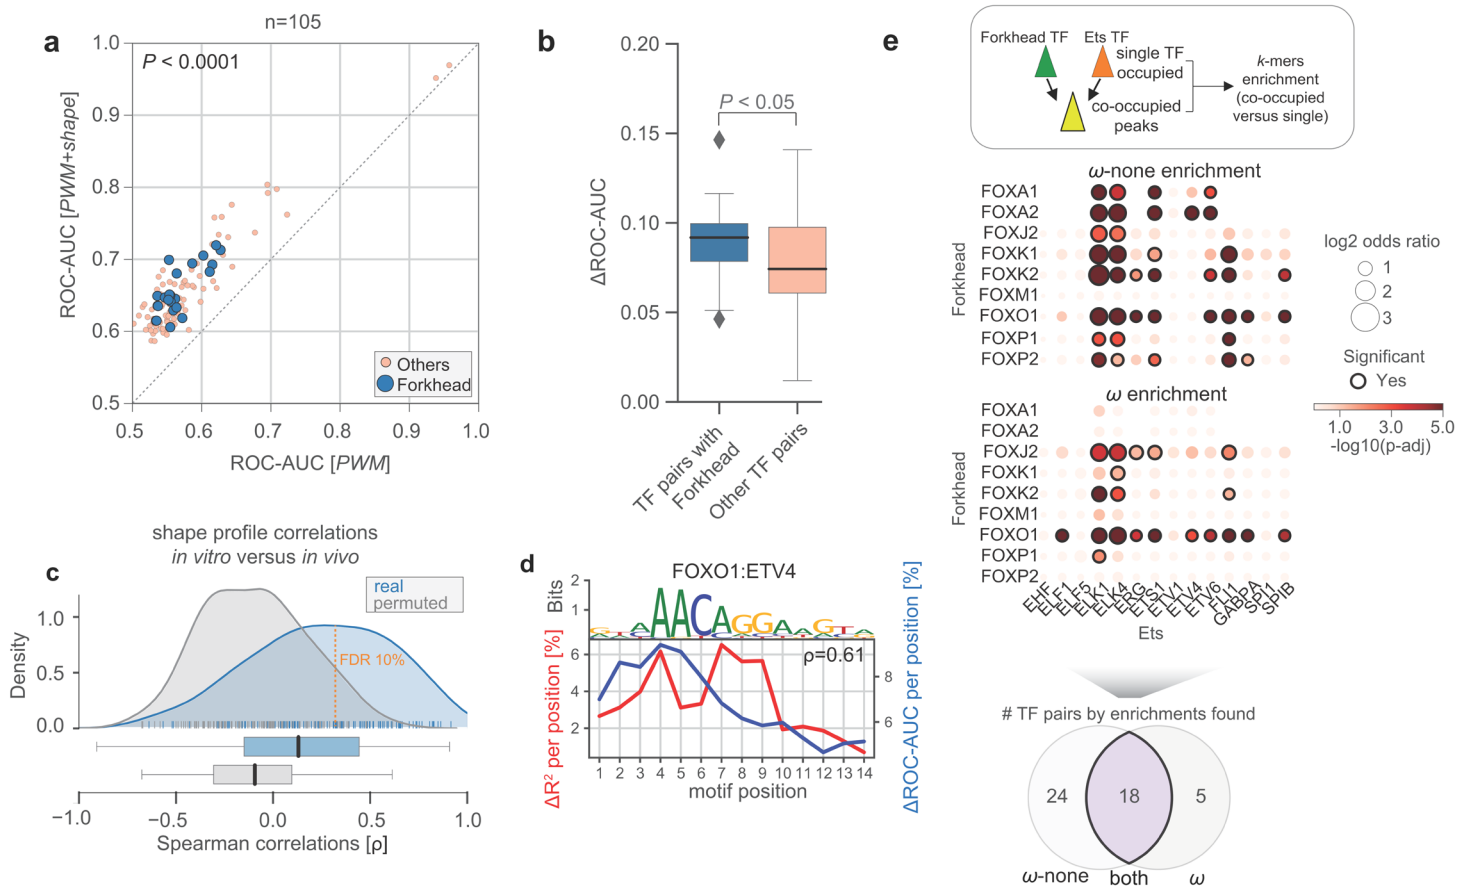 a
n=105
P < 0.0001
ROC-AUC [PWM+shape]
1.0
0.9
0.8
0.7
0.6
0.5
Others
Forkhead
0.5
0.6
0.7
0.8
0.9
1.0
ROC-AUC [PWM]
b
ΔROC-AUC
0.20
0.15
0.10
0.05
0.00
P < 0.05
TF pairs with
Forkhead
Other TF pairs
shape profile correlations
in vitro versus in vivo
c
real
permuted
Density
1.0
0.5
0.0
FDR 10%
−1.0
−0.5
0.0
0.5
1.0
Spearman correlations [ρ]
d
FOXO1:ETV4
Bits
2
1
AACAGGAAGTA
ΔR² per position [%]
6
4
2
ρ=0.61
8
6
ΔROC-AUC per position [%]
1 2 3 4 5 6 7 8 9 10 11 12 13 14
motif position
e
Forkhead TF
Ets TF
single TF
occupied
co-occupied
peaks
k-mers
enrichment
(co-occupied
versus single)
ω-none enrichment
Forkhead
FOXA1
FOXA2
FOXJ2
FOXK1
FOXK2
FOXM1
FOXO1
FOXP1
FOXP2
log2 odds ratio
1
2
3
Significant
Yes
1.0 3.0 5.0
-log10(p-adj)
ω enrichment
Forkhead
FOXA1
FOXA2
FOXJ2
FOXK1
FOXK2
FOXM1
FOXO1
FOXP1
FOXP2
EHF
ELF1
ELF5
ELK1
ELK4
ERG
ETS1
ETV1
ETV4
ETV6
FLI1
GABPA
SPI1
SPIB
Ets
# TF pairs by enrichments found
24
18
5
ω-none
both
ω